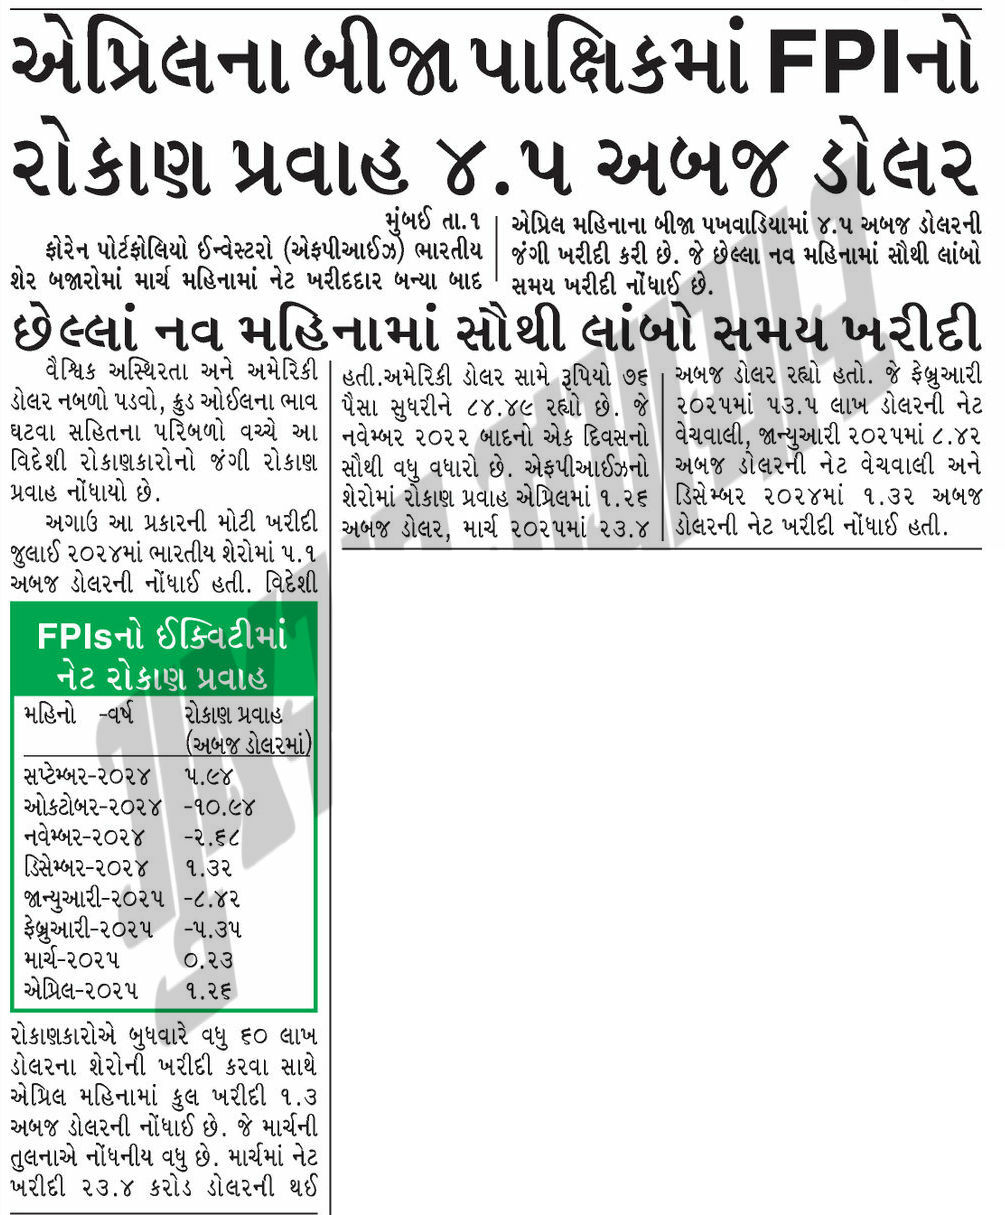 એપ્રિલના બીજા પાક્ષિકમાં FPIનો
રોકાણ પ્રવાહ ૪.૫ અબજ ડોલર
મુંબઈ તા.૧
ફોરેન પોર્ટફોલિયો ઈન્વેસ્ટરો (એફપીઆઈઝ) ભારતીય
શેર બજારોમાં માર્ચ મહિનામાં નેટ ખરીદદાર બન્યા બાદ
એપ્રિલ મહિનાના બીજા પખવાડિયામાં ૪.૫ અબજ ડોલરની
જંગી ખરીદી કરી છે. જે છેલ્લા નવ મહિનામાં સૌથી લાંબો
સમય ખરીદી નોંધાઈ છે.
છેલ્લાં નવ મહિનામાં સૌથી લાંબો સમય ખરીદી
વૈશ્વિક અસ્થિરતા અને અમેરિકી
ડોલર નબળો પડવો, ક્રુડ ઓઈલના ભાવ
ઘટવા સહિતના પરિબળો વચ્ચે આ
વિદેશી રોકાણકારોનો જંગી રોકાણ
પ્રવાહ નોંધાયો છે.
અગાઉ આ પ્રકારની મોટી ખરીદી
જુલાઈ ૨૦૨૪માં ભારતીય શેરોમાં ૫.૧
અબજ ડોલરની નોંધાઈ હતી. વિદેશી
FPIsનો ઈક્વિટીમાં
નેટ રોકાણ પ્રવાહ
મહિનો -વર્ષ રોકાણ પ્રવાહ
(અબજ ડોલરમાં)
સપ્ટેમ્બર-૨૦૨૪ ૫.૯૪
ઓકટોબર-૨૦૨૪ -૧૦.૯૪
નવેમ્બર-૨૦૨૪ -૨.૬૮
ડિસેમ્બર-૨૦૨૪ ૧.૩૨
જાન્યુઆરી-૨૦૨૫ -૮.૪૨
ફેબ્રુઆરી-૨૦૨૫ -૫.૩૫
માર્ચ-૨૦૨૫ ૦.૨૩
એપ્રિલ-૨૦૨૫ ૧.૨૬
રોકાણકારોએ બુધવારે વધુ ૬૦ લાખ
ડોલરના શેરોની ખરીદી કરવા સાથે
એપ્રિલ મહિનામાં કુલ ખરીદી ૧.૩
અબજ ડોલરની નોંધાઈ છે. જે માર્ચની
તુલનાએ નોંધનીય વધુ છે. માર્ચમાં નેટ
ખરીદી ૨૩.૪ કરોડ ડોલરની થઈ
હતી.અમેરિકી ડોલર સામે રૂપિયો ૭૬
પૈસા સુધરીને ૮૪.૪૯ રહ્યો છે. જે
નવેમ્બર ૨૦૨૨ બાદનો એક દિવસનો
સૌથી વધુ વધારો છે. એફપીઆઈઝનો
શેરોમાં રોકાણ પ્રવાહ એપ્રિલમાં ૧.૨૬
અબજ ડોલર, માર્ચ ૨૦૨૫માં ૨૩.૪
અબજ ડોલર રહ્યો હતો. જે ફેબ્રુઆરી
૨૦૨૫માં ૫૩.૫ લાખ ડોલરની નેટ
વેચવાલી, જાન્યુઆરી ૨૦૨૫માં ૮.૪૨
અબજ ડોલરની નેટ વેચવાલી અને
ડિસેમ્બર ૨૦૨૪માં ૧.૩૨ અબજ
ડોલરની નેટ ખરીદી નોંધાઈ હતી.